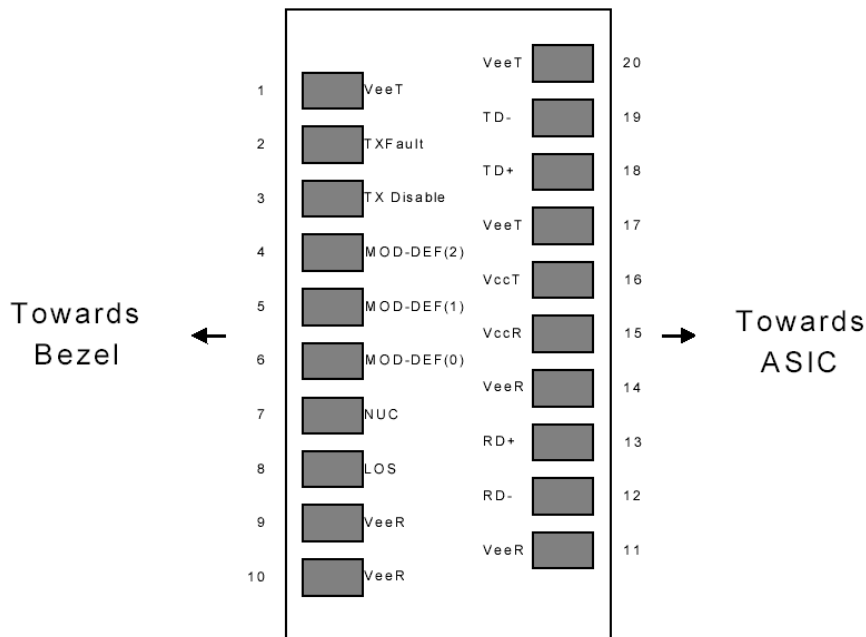 VeeT 20
1 VeeT
TD- 19
2 TXFault
TD+ 18
3 TX Disable
VeeT 17
4 MOD-DEF(2)
VccT 16
5 MOD-DEF(1)
Towards
Bezel
VccR 15
Towards
ASIC
6 MOD-DEF(0)
VeeR 14
7 NUC
RD+ 13
8 LOS
RD- 12
9 VeeR
VeeR 11
10 VeeR